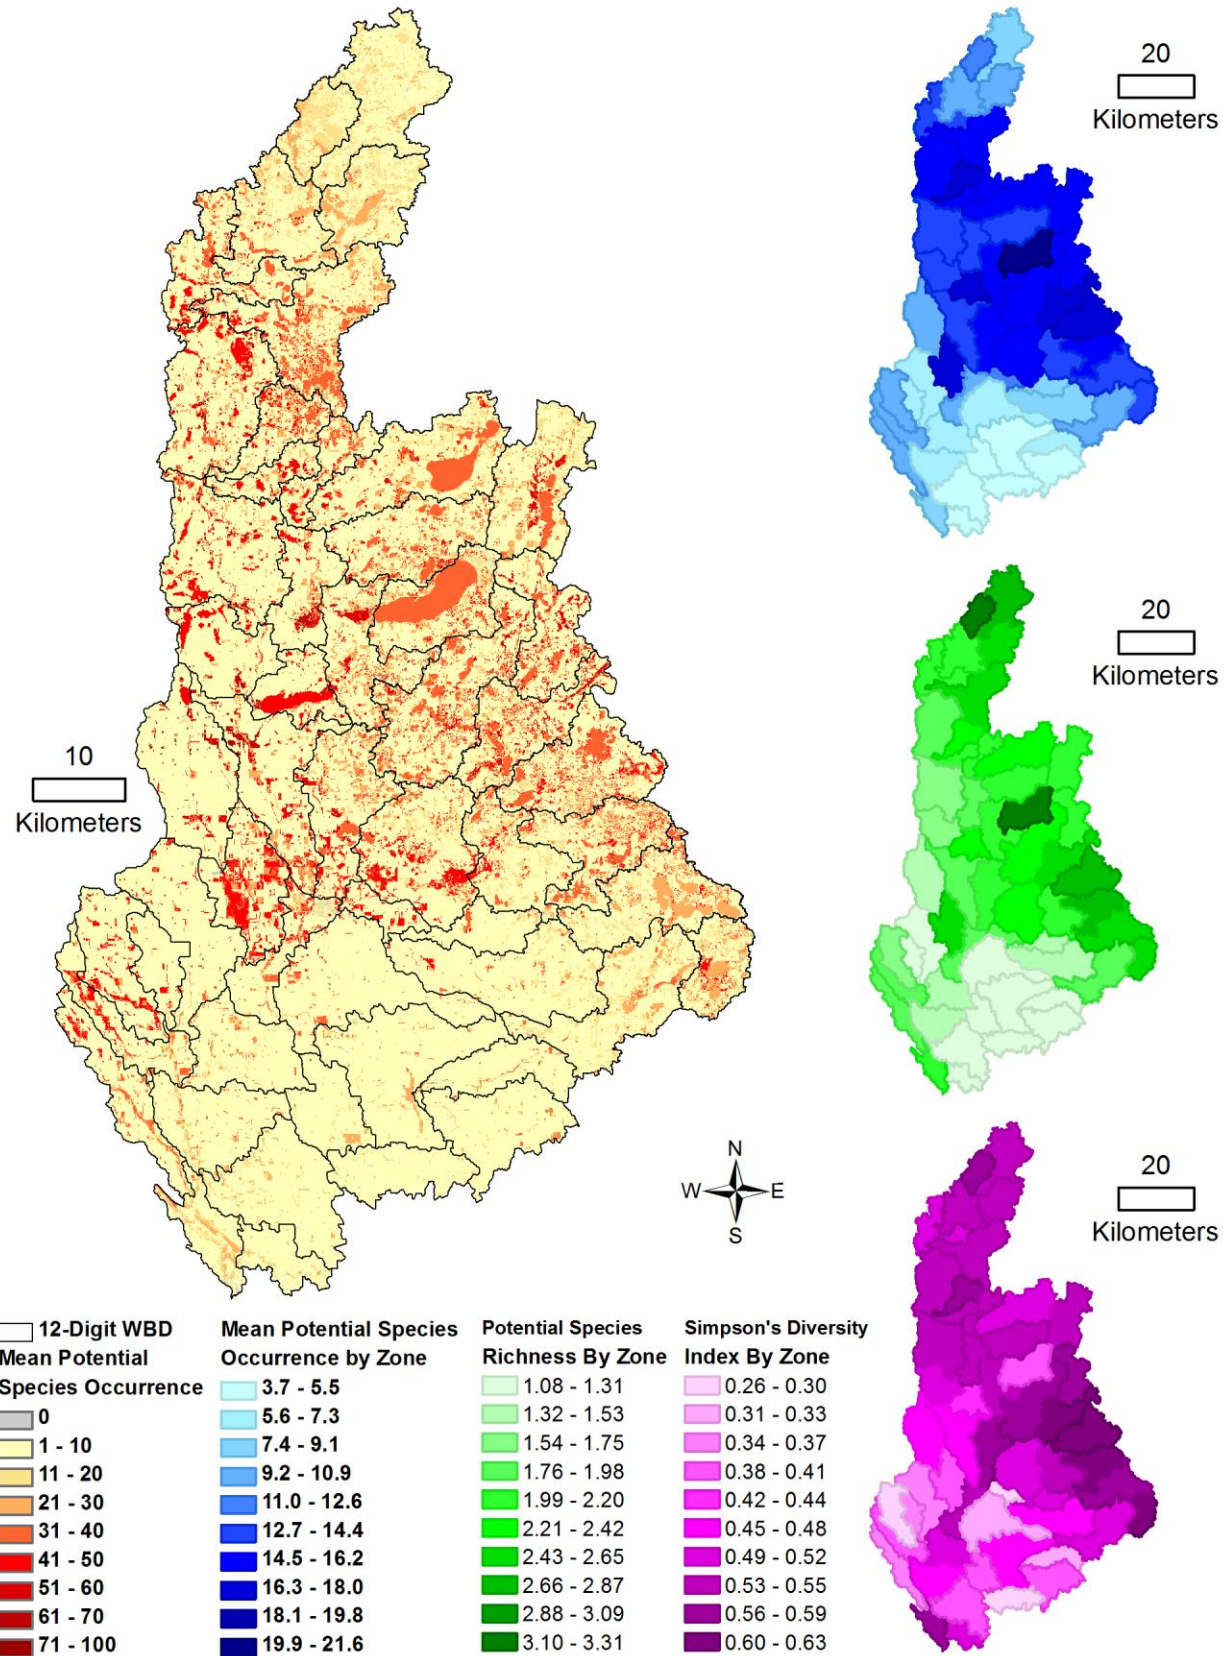 20
Kilometers
20
Kilometers
10
Kilometers
N
W E
S
20
Kilometers
12-Digit WBD
Mean Potential
Species Occurrence
0
1 - 10
11 - 20
21 - 30
31 - 40
41 - 50
51 - 60
61 - 70
71 - 100
Mean Potential Species
Occurrence by Zone
3.7 - 5.5
5.6 - 7.3
7.4 - 9.1
9.2 - 10.9
11.0 - 12.6
12.7 - 14.4
14.5 - 16.2
16.3 - 18.0
18.1 - 19.8
19.9 - 21.6
Potential Species
Richness By Zone
1.08 - 1.31
1.32 - 1.53
1.54 - 1.75
1.76 - 1.98
1.99 - 2.20
2.21 - 2.42
2.43 - 2.65
2.66 - 2.87
2.88 - 3.09
3.10 - 3.31
Simpson's Diversity
Index By Zone
0.26 - 0.30
0.31 - 0.33
0.34 - 0.37
0.38 - 0.41
0.42 - 0.44
0.45 - 0.48
0.49 - 0.52
0.53 - 0.55
0.56 - 0.59
0.60 - 0.63